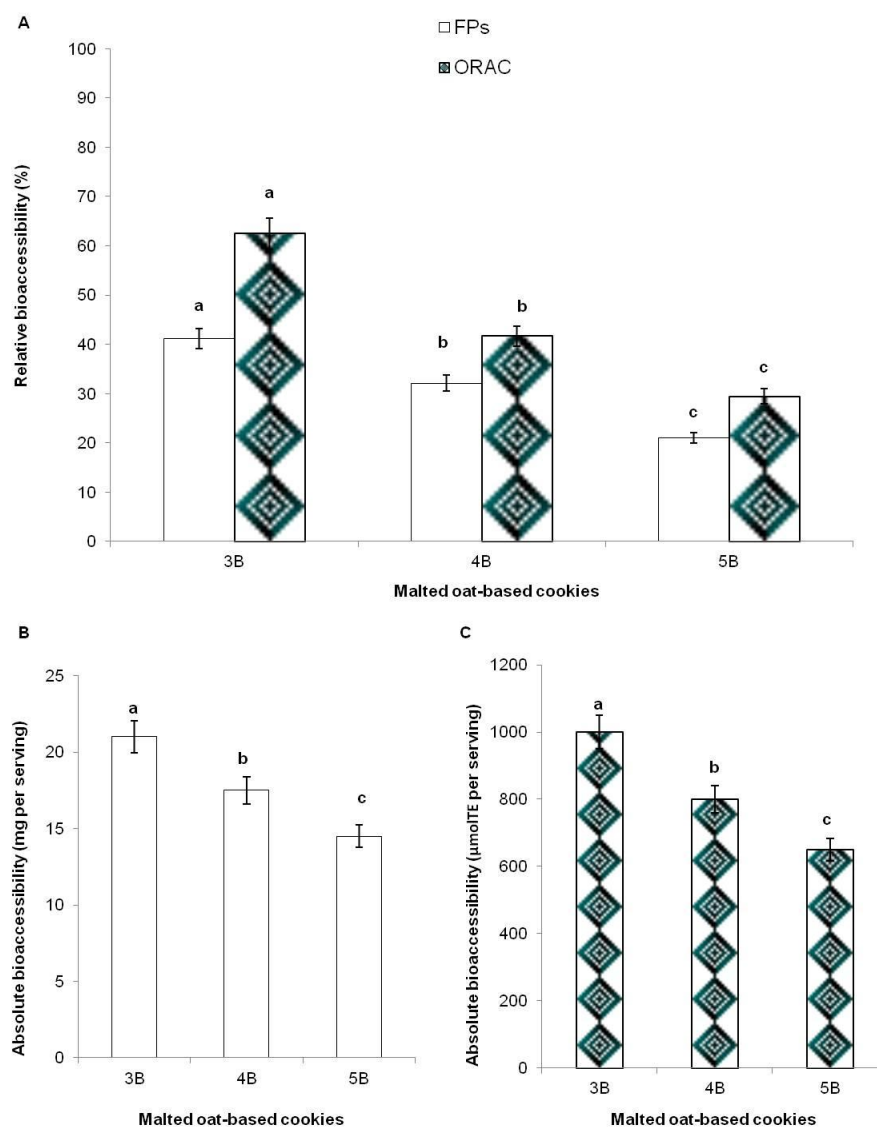 A
FPs
ORAC
100
90
80
70
60
50
40
30
20
10
0
Relative bioaccessibility (%)
a
a
b
b
c
c
3B
4B
5B
Malted oat-based cookies
B
25
20
15
10
5
0
Absolute bioaccessibility (mg per serving)
a
b
c
3B
4B
5B
Malted oat-based cookies
C
1200
1000
800
600
400
200
0
Absolute bioaccessibility (µmolTE per serving)
a
b
c
3B
4B
5B
Malted oat-based cookies